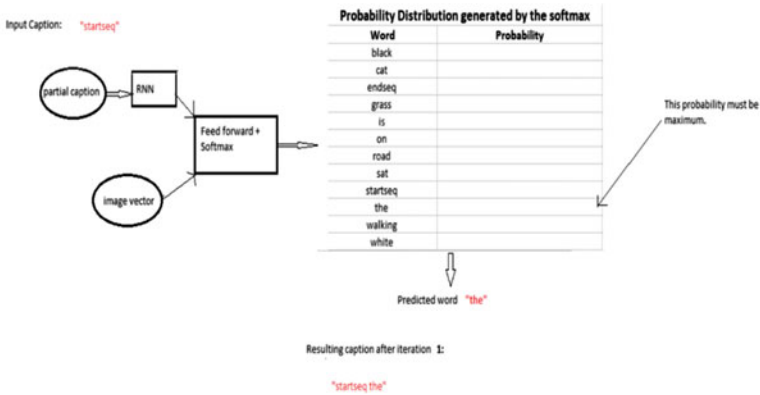 Input Caption: "startseq"
partial caption
RNN
Feed forward +
Softmax
image vector
Probability Distribution generated by the softmax
Word Probability
black
cat
endseq
grass
is
on
road
sat
startseq
the
walking
white
This probability must be
maximum.
Predicted word "the"
Resulting caption after iteration 1:
"startseq the"